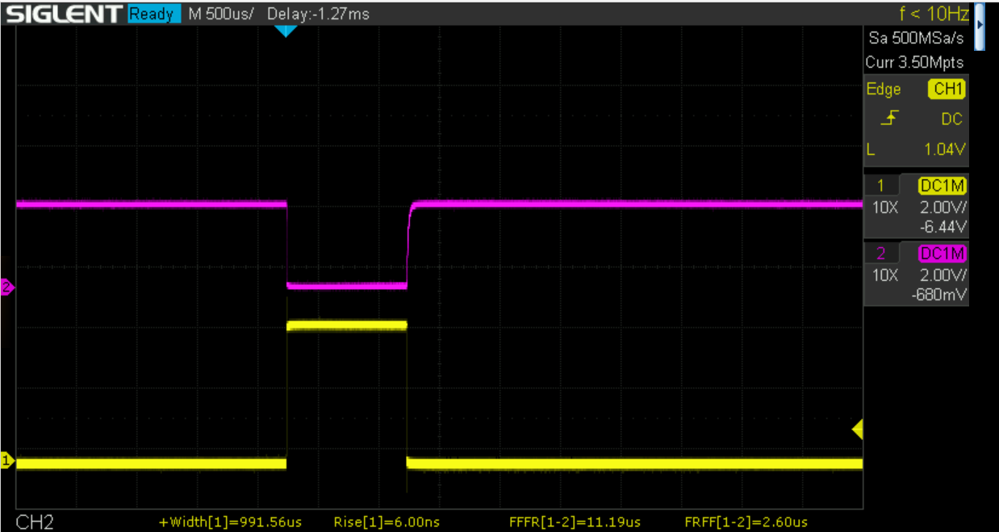 SIGLENT Ready M 500us/ Delay:-1.27ms f < 10Hz
Sa 500MSa/s
Curr 3.50Mpts
Edge CH1
DC
L 1.04V
1 DC1M
10X 2.00V/
-6.44V
2 DC1M
10X 2.00V/
-680mV
2
1
CH2 +Width[1]=991.56us Rise[1]=6.00ns FFFR[1-2]=11.19us FRFF[1-2]=2.60us